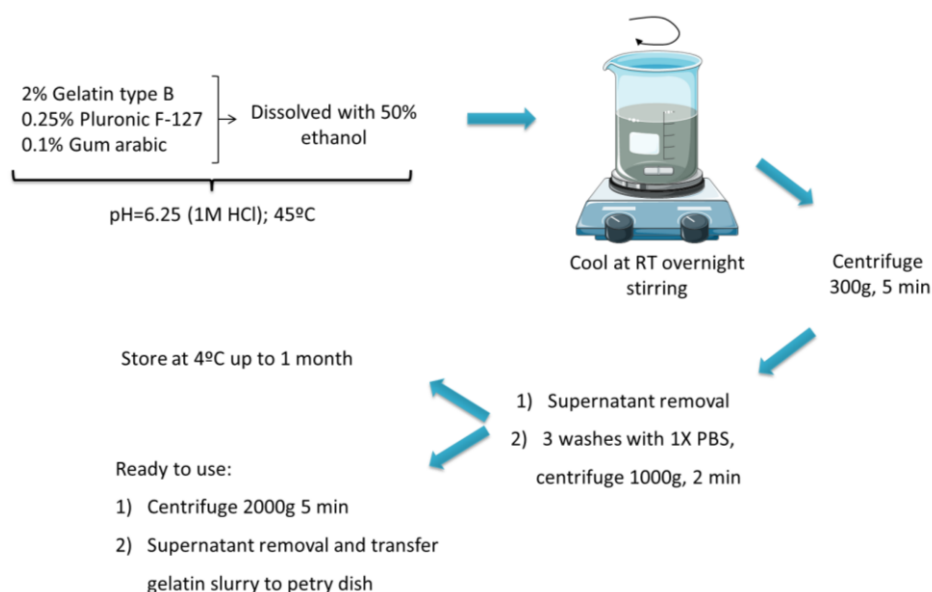 2% Gelatin type B
0.25% Pluronic F-127
0.1% Gum arabic
Dissolved with 50%
ethanol
pH=6.25 (1M HCl); 45ºC
Cool at RT overnight
stirring
Centrifuge
300g, 5 min
1) Supernatant removal
2) 3 washes with 1X PBS,
centrifuge 1000g, 2 min
Store at 4ºC up to 1 month
Ready to use:
1) Centrifuge 2000g 5 min
2) Supernatant removal and transfer
gelatin slurry to petry dish